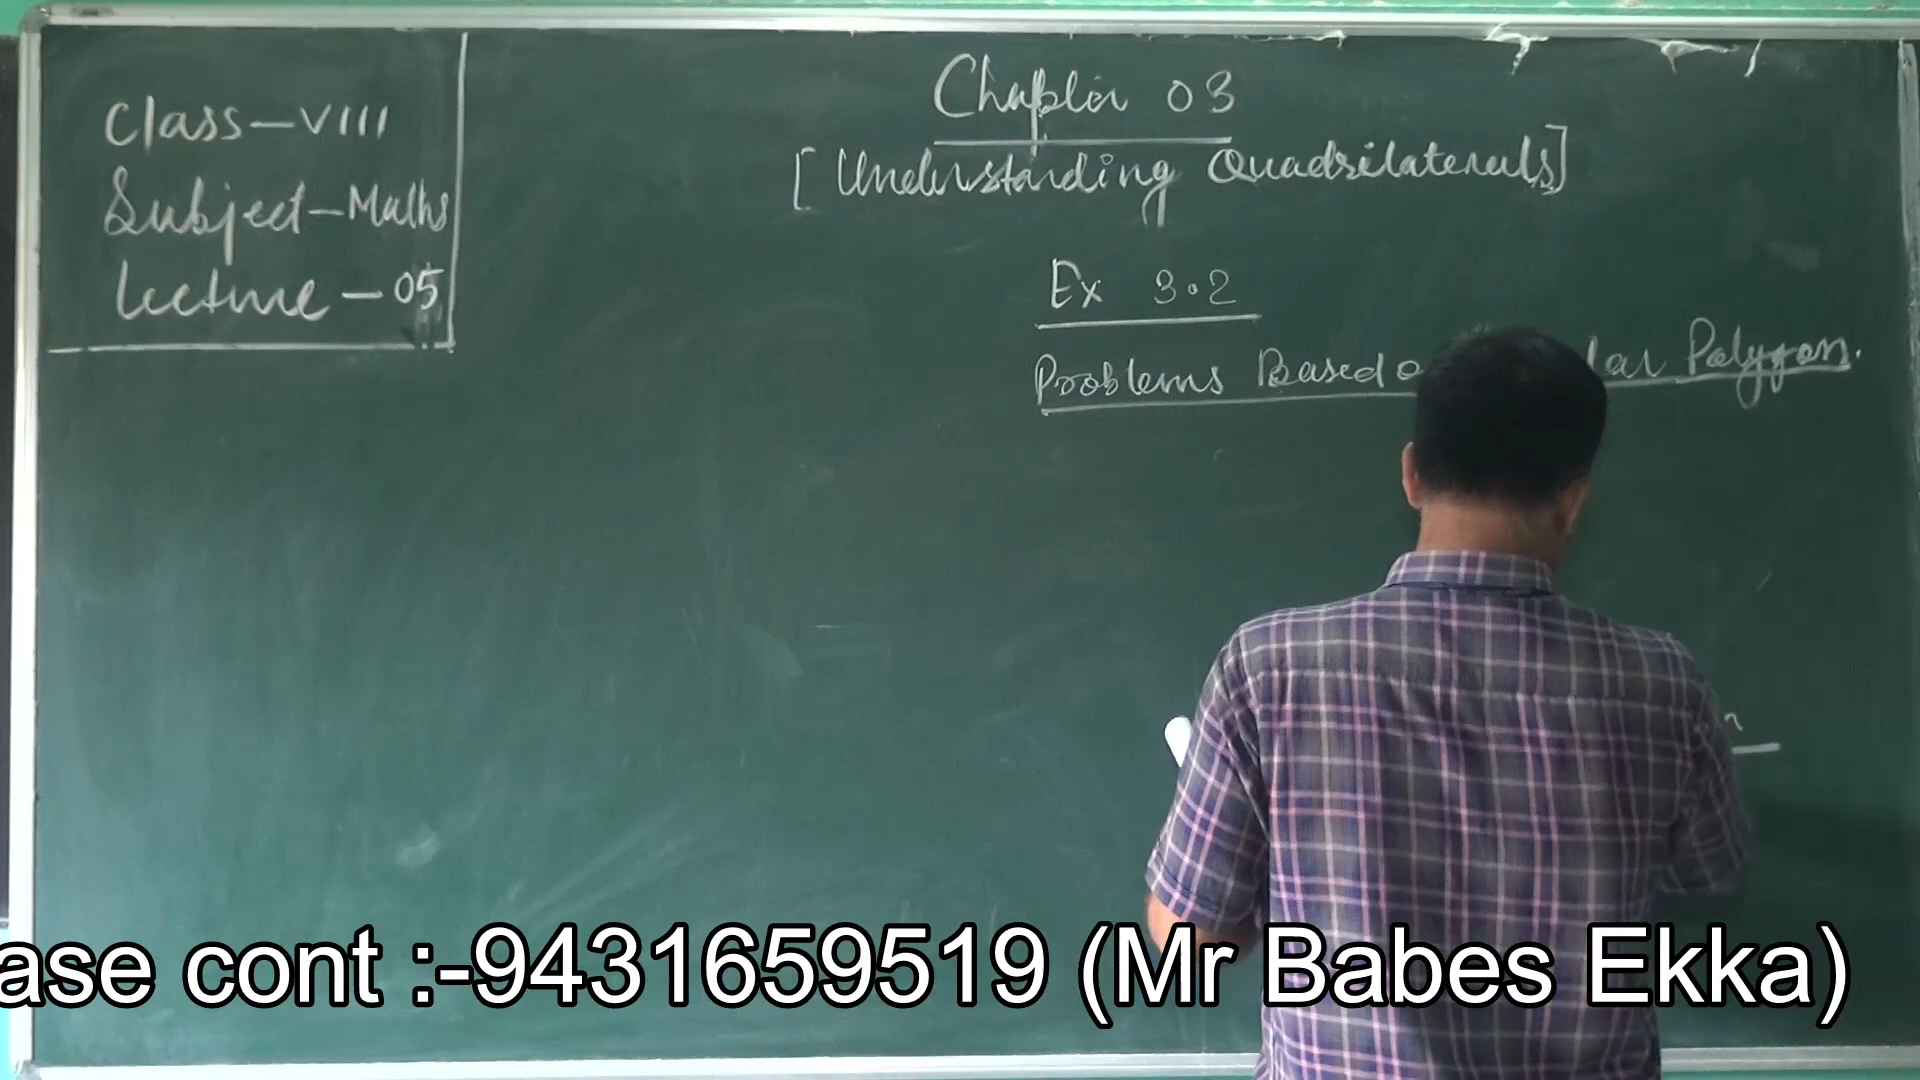 Class-VIII
Subject-Maths
Lecture-05
Chapter 03
[Understanding Quadrilaterals]
Ex 3.2
Problems Based o lar Polygon.
ase cont :-9431659519 (Mr Babes Ekka)